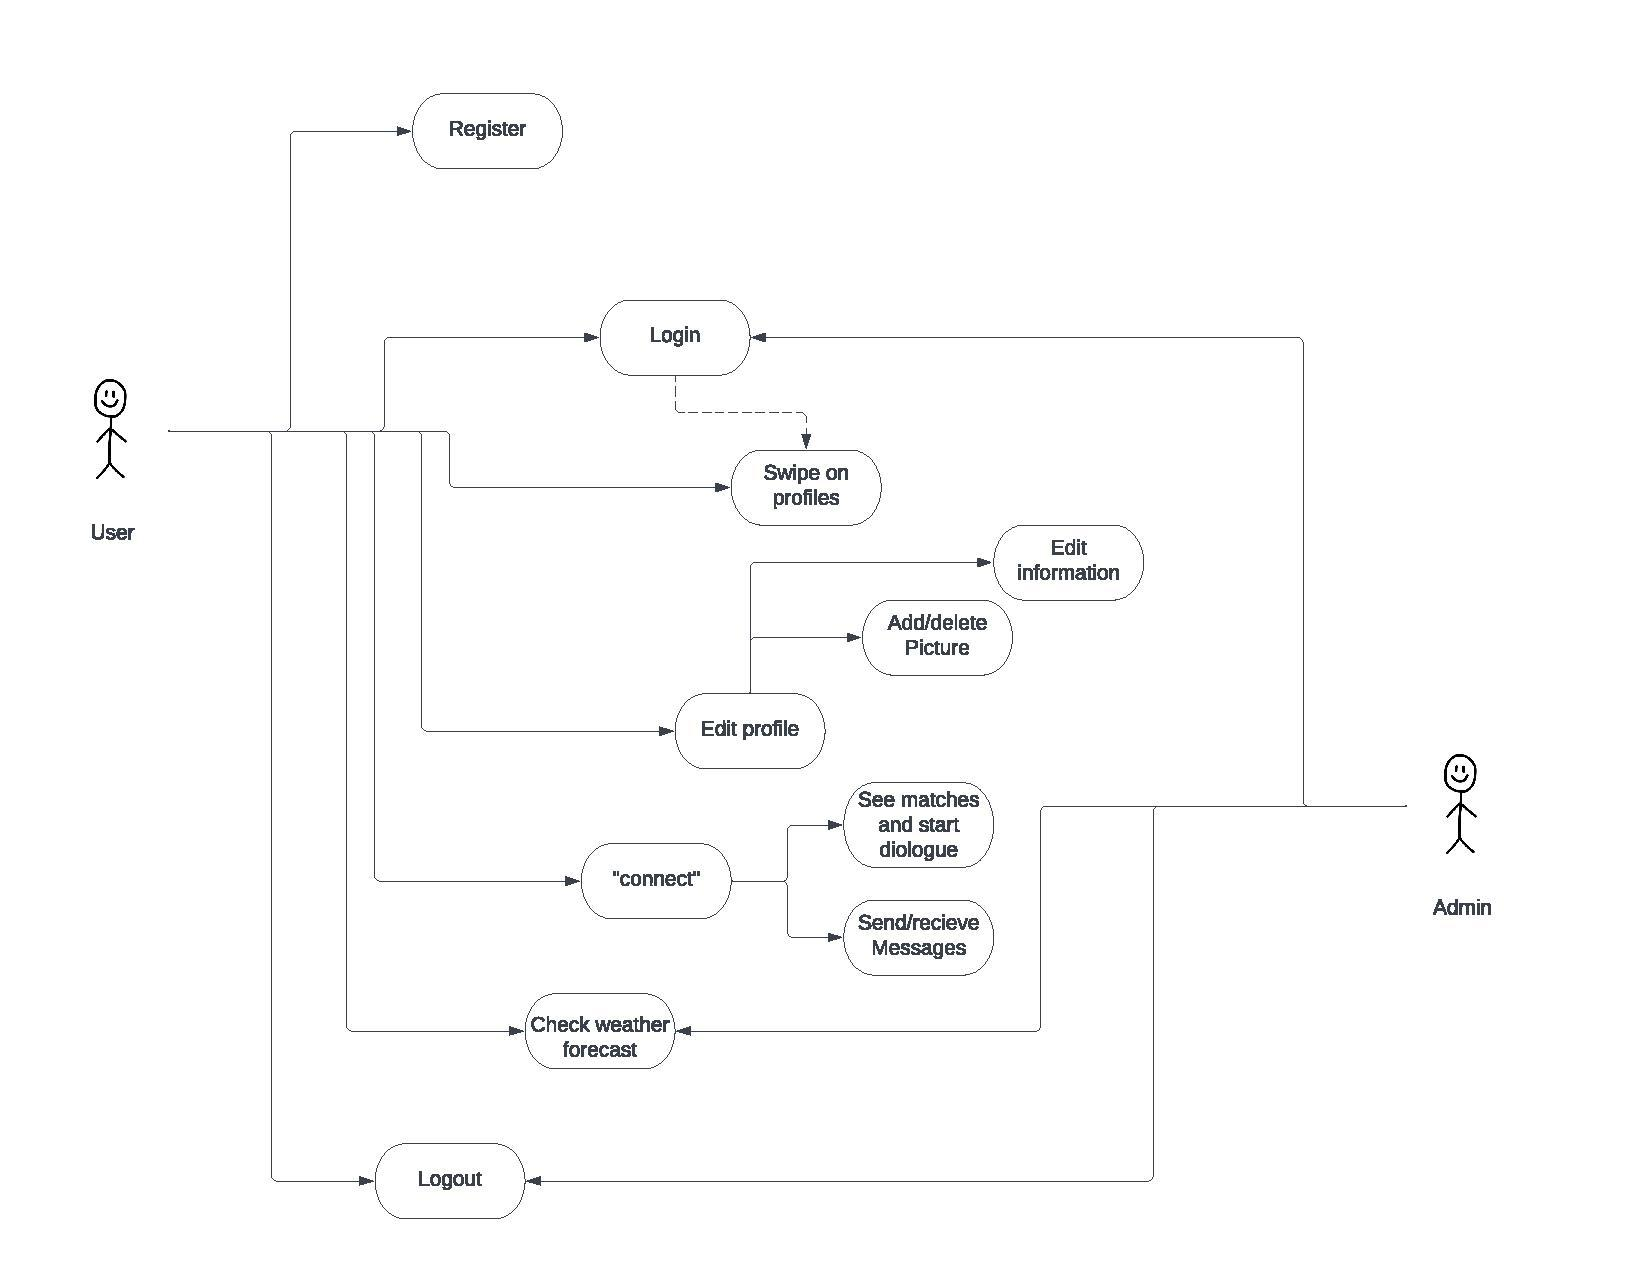 Register
Login
Swipe on
profiles
User
Edit
information
Add/delete
Picture
Edit profile
See matches
and start
diologue
"connect"
Send/recieve
Messages
Admin
Check weather
forecast
Logout